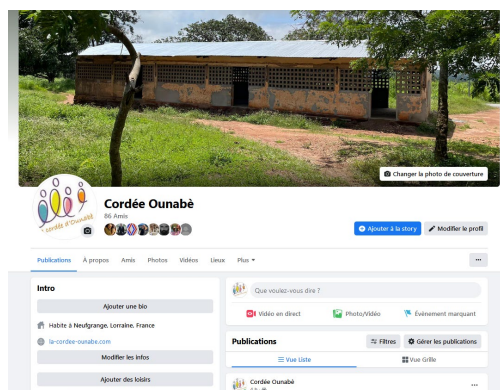 Changer la photo de couverture
cordée d'Ounabè
Cordée Ounabè
86 Amis
Ajouter à la story
Modifier le profil
Publications À propos Amis Photos Vidéos Lieux Plus
Intro
Ajouter une bio
Habite à Neufgrange, Lorraine, France
la-cordee-ounabe.com
Modifier les infos
Ajouter des loisirs
Que voulez-vous dire ?
Vidéo en direct Photo/Vidéo Évènement marquant
Publications Filtres Gérer les publications
Vue Liste Vue Grille
Cordée Ounabé